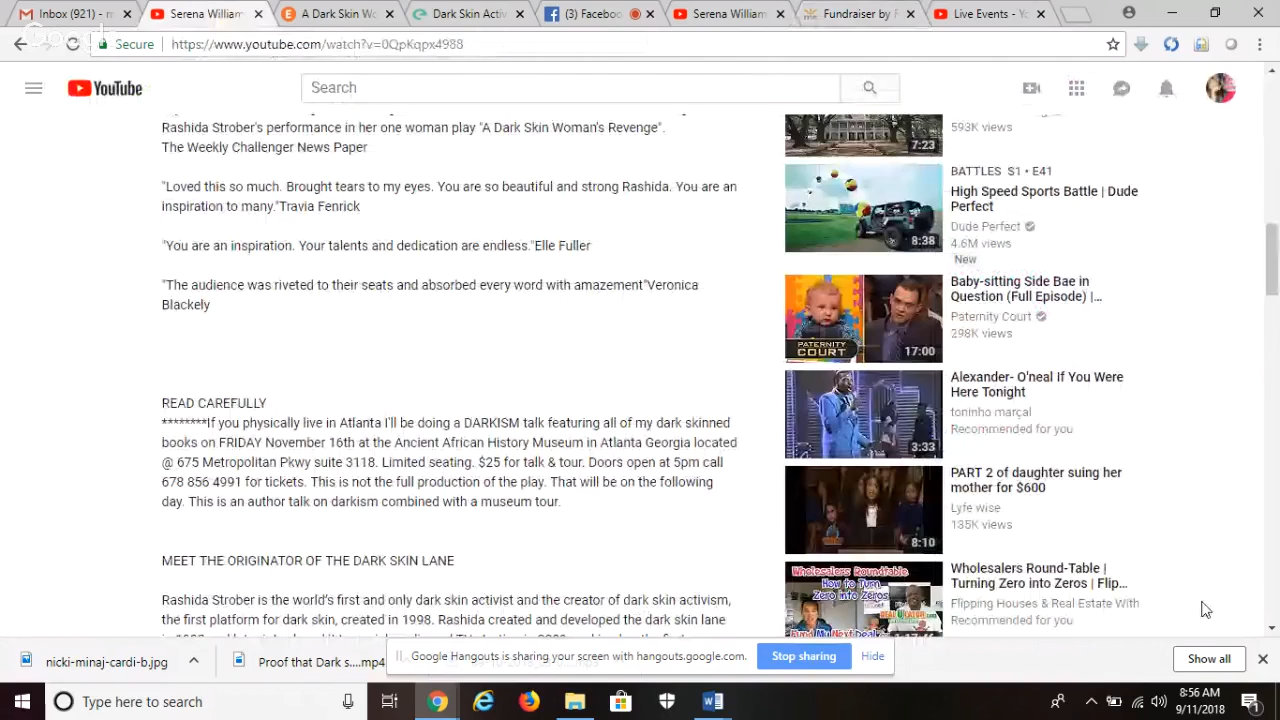 Inbox (921) - m
Serena William
A Dark Skin Wo
Dark Skin Activ
(3) Faceboo
Serena William
Fundraiser by F
Live Events - Yo
Secure
https://www.youtube.com/watch?v=0QpKqpx4988
YouTube
Search
Rashida Strober's performance in her one woman play "A Dark Skin Woman's Revenge".
The Weekly Challenger News Paper
"Loved this so much. Brought tears to my eyes. You are so beautiful and strong Rashida. You are an
inspiration to many."Travia Ferrick
"You are an inspiration. Your talents and dedication are endless."Elle Fuller
"The audience was riveted to their seats and absorbed every word with amazement"Veronica
Blackely
READ CAREFULLY
you physically live in Atlanta I'll be doing a DARKISM talk featuring all of my dark skinned
books on FRIDAY November 16th at the Ancient African History Museum in Atlanta Georgia located
@ 675 Metropolitan Pkwy suite 3118. Limited seating. $25 for talk & tour. Doors open at 5pm call
678 856 4991 for tickets. This is not the full production of the play. That will be on the following
day. This is an author talk on darkism combined with a museum tour.
MEET THE ORIGINATOR OF THE DARK SKIN LANE
Rashida Strober is the world's first and only dark skin activist and the creator of dark skin activism,
the first platform for dark skin, created in 1998. Rashida created and developed the dark skin lane
593K views
7:23
BATTLES S1 • E41
High Speed Sports Battle | Dude
Perfect
Dude Perfect
4.6M views
New
8:38
Baby-sitting Side Bae in
Question (Full Episode) |...
Paternity Court
298K views
PATERNITY
COURT
17:00
Alexander- O'neal If You Were
Here Tonight
toninho marçal
Recommended for you
3:33
PART 2 of daughter suing her
mother for $600
Lyfe wise
135K views
8:10
Wholesalers Round-Table |
Turning Zero into Zeros | Flip...
Flipping Houses & Real Estate With
Recommended for you
Wholesalers Roundtable
How to Turn
Zero into Zeros
Fund My Next Deal
nicki-minaj-cardi-b.jpg
Proof that Dark s....mp4
Google Hangouts is sharing your screen with hangouts.google.com.
Stop sharing
Hide
Show all
Type here to search
8:56 AM
9/11/2018